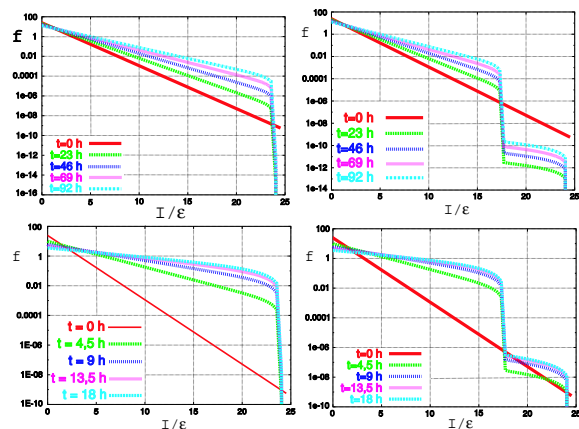 100
f
1
0.01
0.0001
1e-06
1e-08
1e-10
1e-12
1e-14
1e-16
t=0 h
t=23 h
t=46 h
t=69 h
t=92 h
0 5 10 15 20 25
I/ε
100
f
1
0.01
0.0001
1e-06
1e-08
1e-10
1e-12
1e-14
t=0 h
t=23 h
t=46 h
t=69 h
t=92 h
0 5 10 15 20 25
I/ε
100
f
1
0.01
0.0001
1E-06
1E-08
1E-10
t = 0 h
t = 4,5 h
t = 9 h
t = 13,5 h
t = 18 h
0 5 10 15 20 25
I/ε
100
f
1
0.01
0.0001
1e-06
1e-08
1e-10
t=0 h
t=4,5 h
t=9 h
t=13,5 h
t=18 h
0 5 10 15 20 25
I/ε